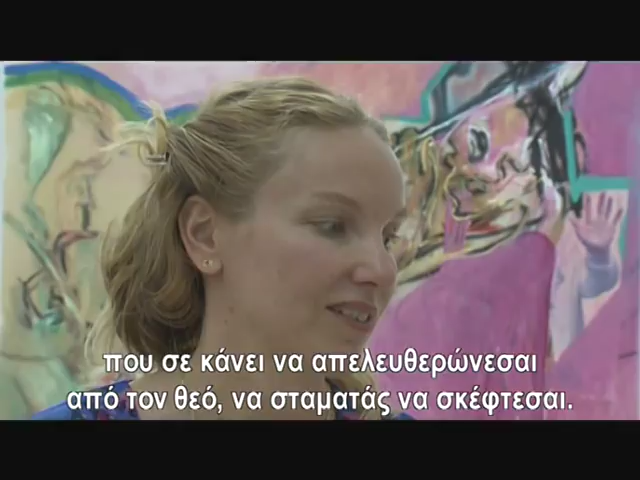 που σε κάνει να απελευθερώνεσαι
από τον θεό, να σταματάς να σκέφτεσαι.